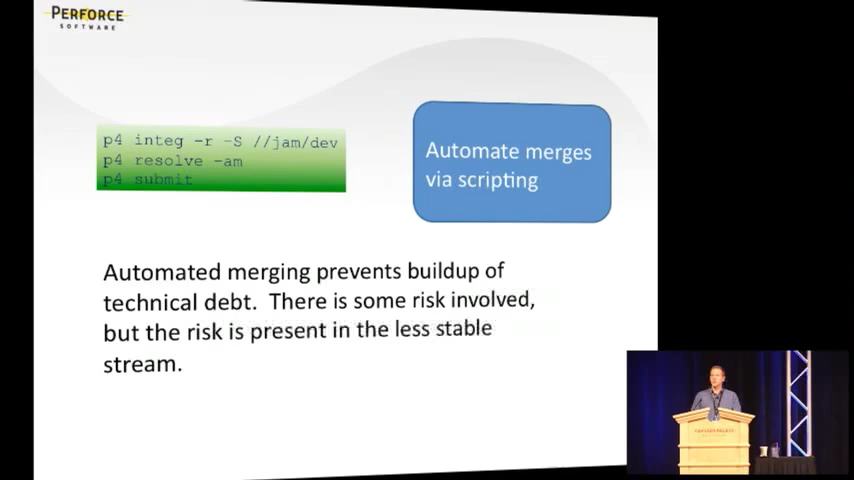 PERFORCE
SOFTWARE
p4 integ -r -S //jam/dev
p4 resolve -am
p4 submit
Automate merges
via scripting
Automated merging prevents buildup of
technical debt. There is some risk involved,
but the risk is present in the less stable
stream.